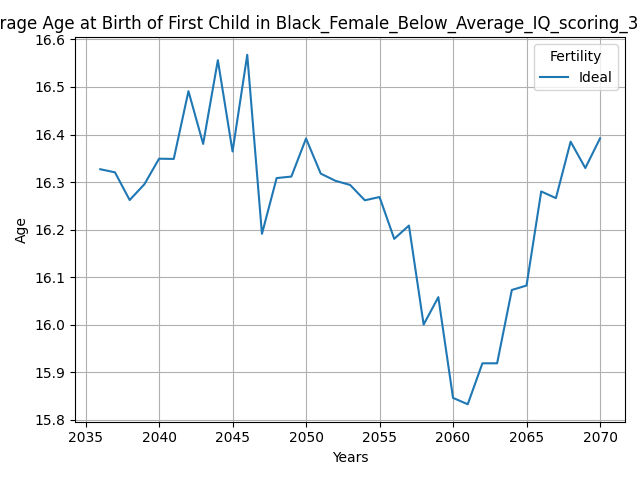 rage Age at Birth of First Child in Black_Female_Below_Average_IQ_scoring_3
16.6
16.5
16.4
16.3
16.2
16.1
16.0
15.9
15.8
Age
Fertility
Ideal
2035 2040 2045 2050 2055 2060 2065 2070
Years